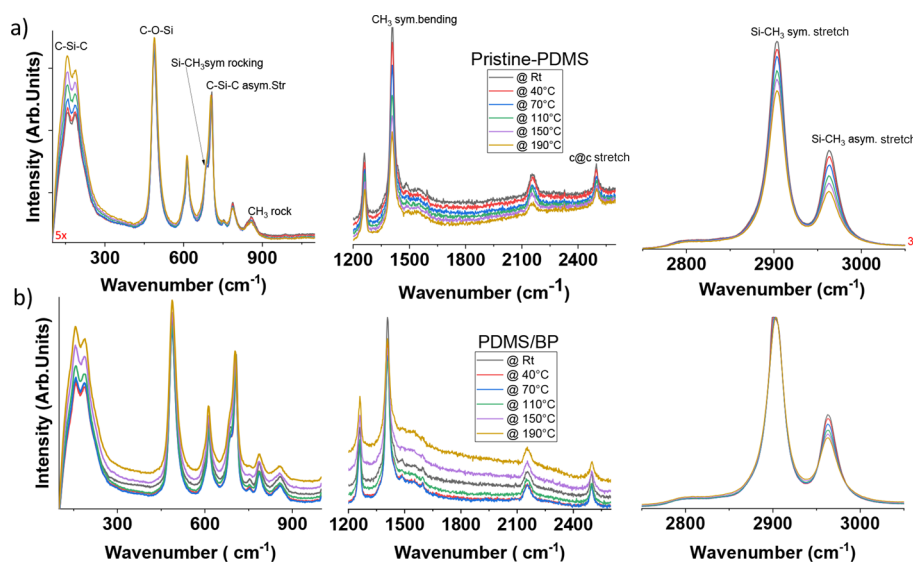 a)
C-Si-C
C-O-Si
Si-CH₃sym rocking
C-Si-C asym.Str
CH₃ rock
5x
Intensity (Arb.Units)
300 600 900
Wavenumber (cm⁻¹)
CH₃ sym.bending
Pristine-PDMS
@ Rt
@ 40°C
@ 70°C
@ 110°C
@ 150°C
@ 190°C
c@c stretch
Intensity (Arb.Units)
1200 1500 1800 2100 2400
Wavenumber (cm⁻¹)
Si-CH₃ sym. stretch
Si-CH₃ asym. stretch
3
2800 2900 3000
Wavenumber (cm⁻¹)
b)
Intensity (Arb.Units)
300 600 900
Wavenumber ( cm⁻¹)
PDMS/BP
@ Rt
@ 40°C
@ 70°C
@ 110°C
@ 150°C
@ 190°C
1200 1500 1800 2100 2400
Wavenumber ( cm⁻¹)
2800 2900 3000
Wavenumber (cm⁻¹)